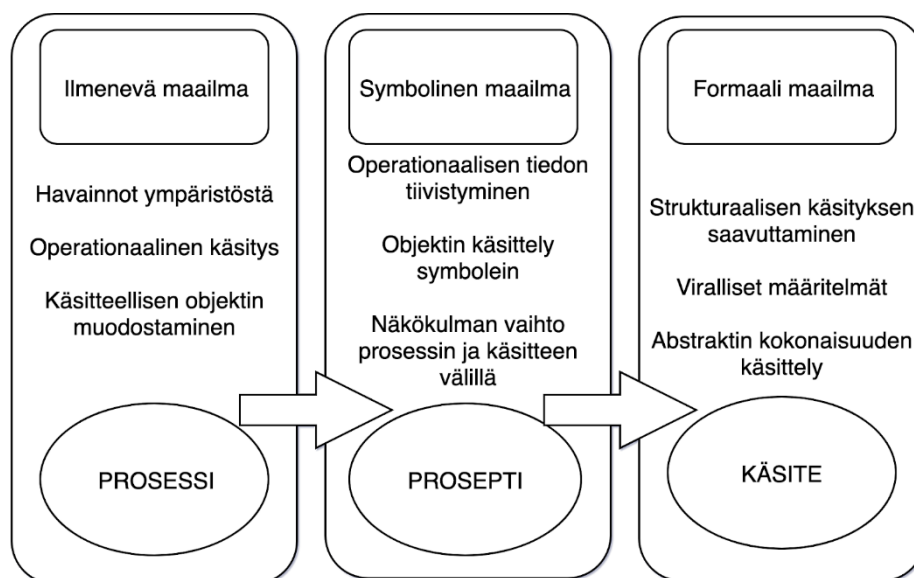 Ilmenevä maailma
Havainnot ympäristöstä
Operationaalinen käsitys
Käsitteellisen objektin
muodostaminen
PROSESSI
Symbolinen maailma
Operationaalisen tiedon
tiivistyminen
Objektin käsittely
symbolein
Näkökulman vaihto
prosessin ja käsitteen
välillä
PROSEPTI
Formaali maailma
Strukturaalisen käsityksen
saavuttaminen
Viralliset määritelmät
Abstraktin kokonaisuuden
käsittely
KÄSITE